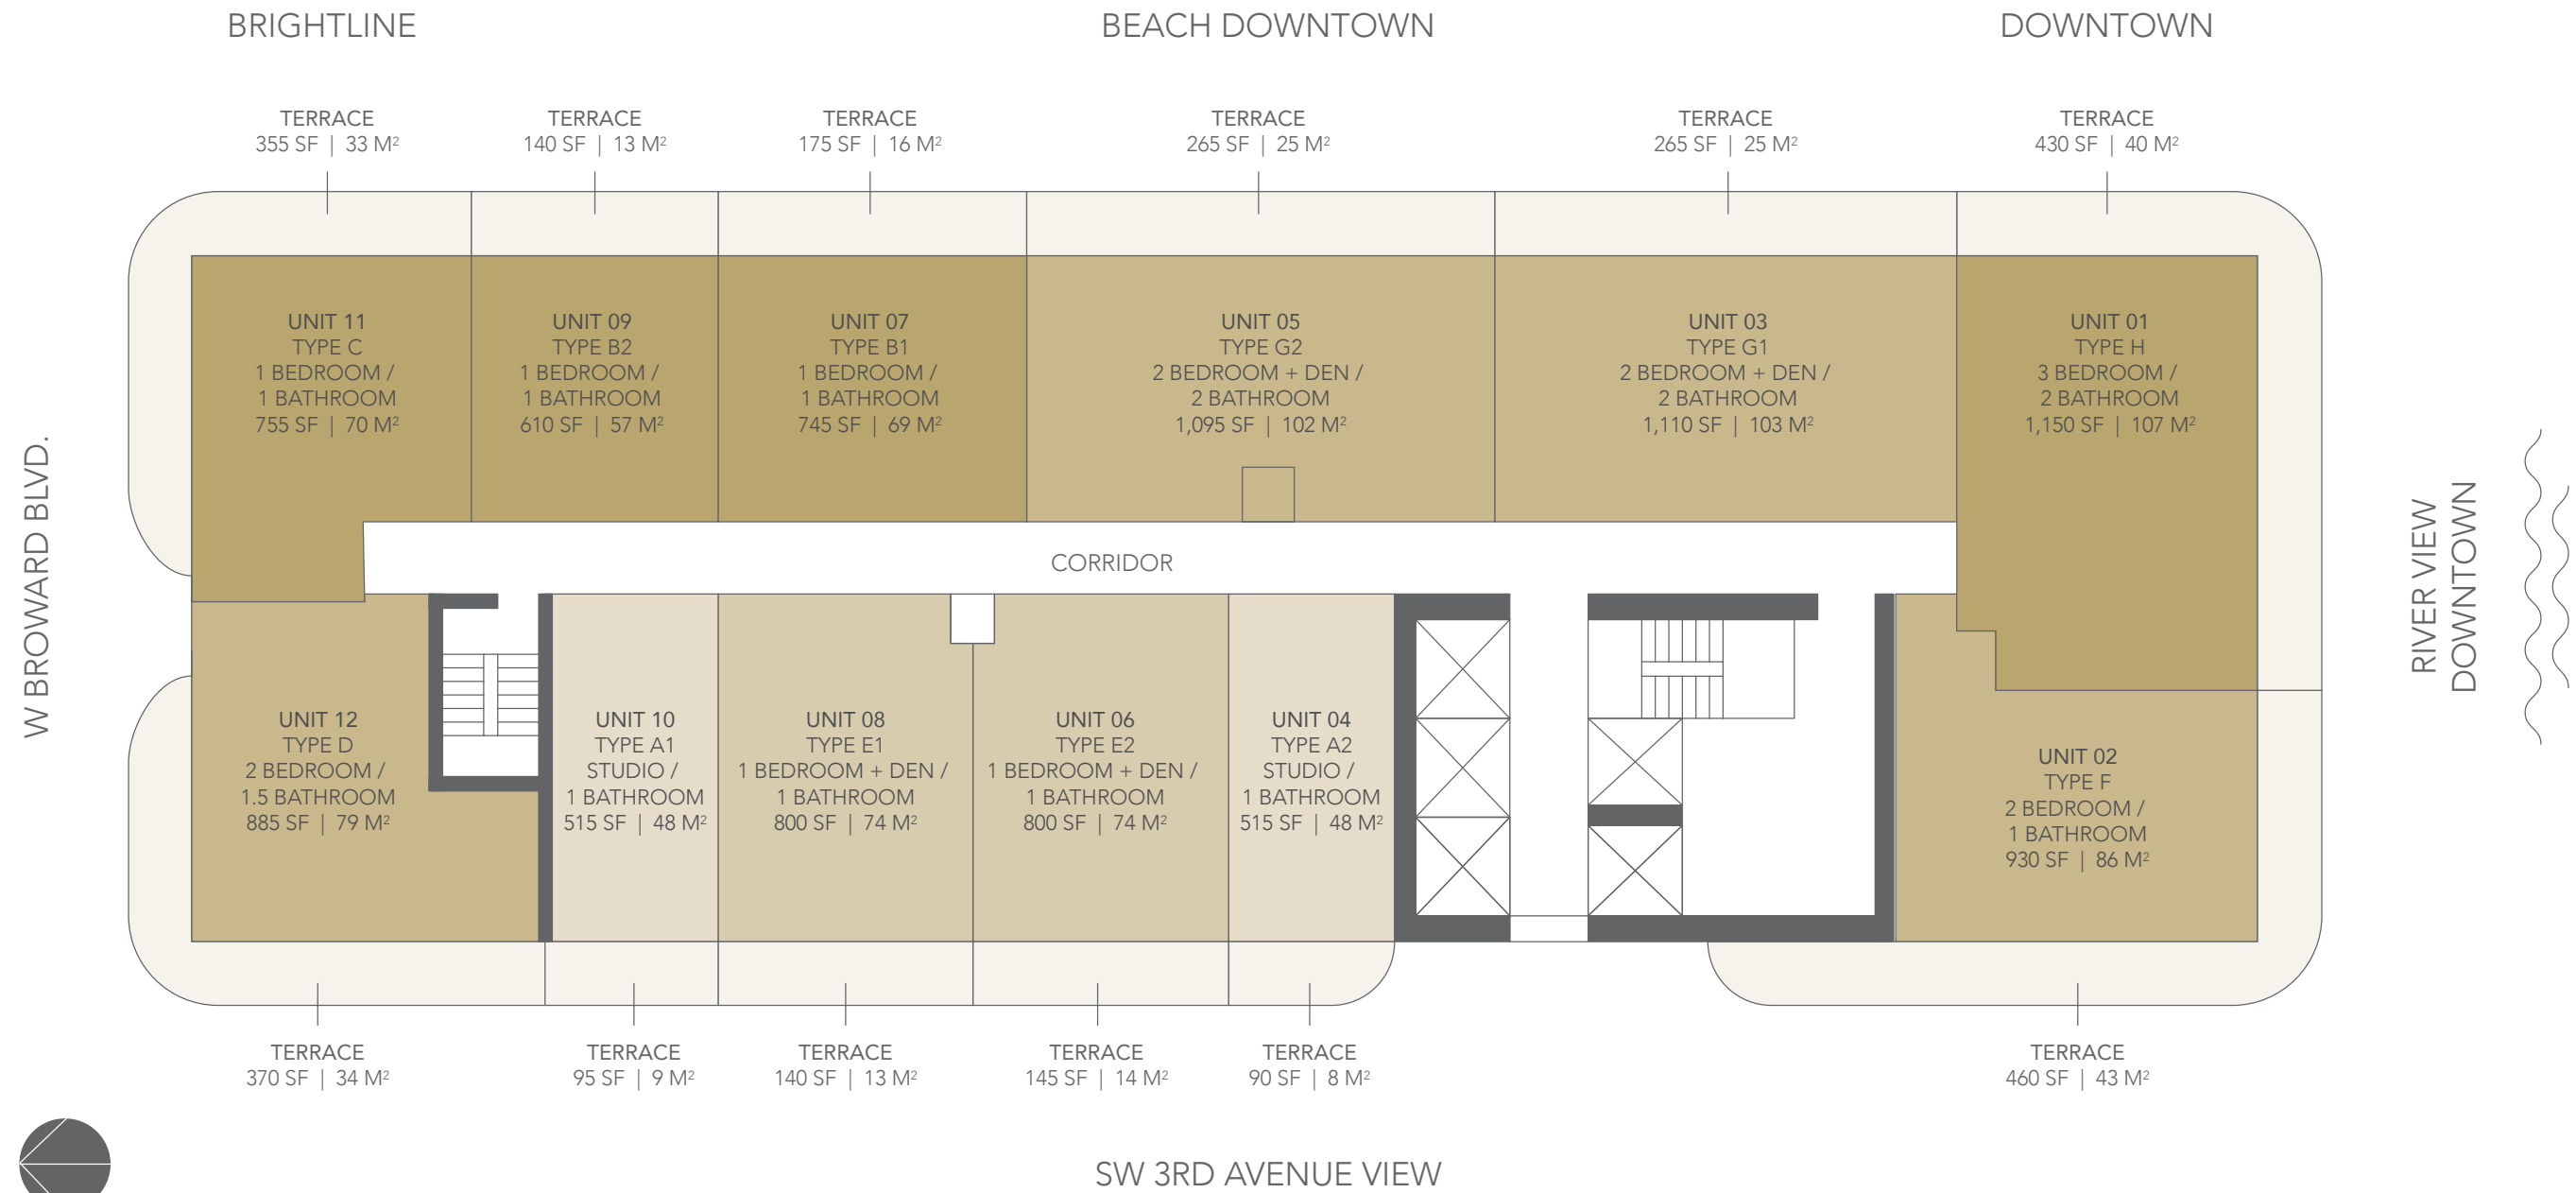 BRIGHTLINE
BEACH DOWNTOWN
DOWNTOWN
TERRACE
355 SF | 33 M²
TERRACE
140 SF | 13 M²
TERRACE
175 SF | 16 M²
TERRACE
265 SF | 25 M²
TERRACE
265 SF | 25 M²
TERRACE
430 SF | 40 M²
UNIT 11
TYPE C
1 BEDROOM /
1 BATHROOM
755 SF | 70 M²
UNIT 09
TYPE B2
1 BEDROOM /
1 BATHROOM
610 SF | 57 M²
UNIT 07
TYPE B1
1 BEDROOM /
1 BATHROOM
745 SF | 69 M²
UNIT 05
TYPE G2
2 BEDROOM + DEN /
2 BATHROOM
1,095 SF | 102 M²
UNIT 03
TYPE G1
2 BEDROOM + DEN /
2 BATHROOM
1,110 SF | 103 M²
UNIT 01
TYPE H
3 BEDROOM /
2 BATHROOM
1,150 SF | 107 M²
W BROWARD BLVD.
CORRIDOR
RIVER VIEW
DOWNTOWN
UNIT 12
TYPE D
2 BEDROOM /
1.5 BATHROOM
885 SF | 79 M²
UNIT 10
TYPE A1
STUDIO /
1 BATHROOM
515 SF | 48 M²
UNIT 08
TYPE E1
1 BEDROOM + DEN /
1 BATHROOM
800 SF | 74 M²
UNIT 06
TYPE E2
1 BEDROOM + DEN /
1 BATHROOM
800 SF | 74 M²
UNIT 04
TYPE A2
STUDIO /
1 BATHROOM
515 SF | 48 M²
UNIT 02
TYPE F
2 BEDROOM /
1 BATHROOM
930 SF | 86 M²
TERRACE
370 SF | 34 M²
TERRACE
95 SF | 9 M²
TERRACE
140 SF | 13 M²
TERRACE
145 SF | 14 M²
TERRACE
90 SF | 8 M²
TERRACE
460 SF | 43 M²
SW 3RD AVENUE VIEW